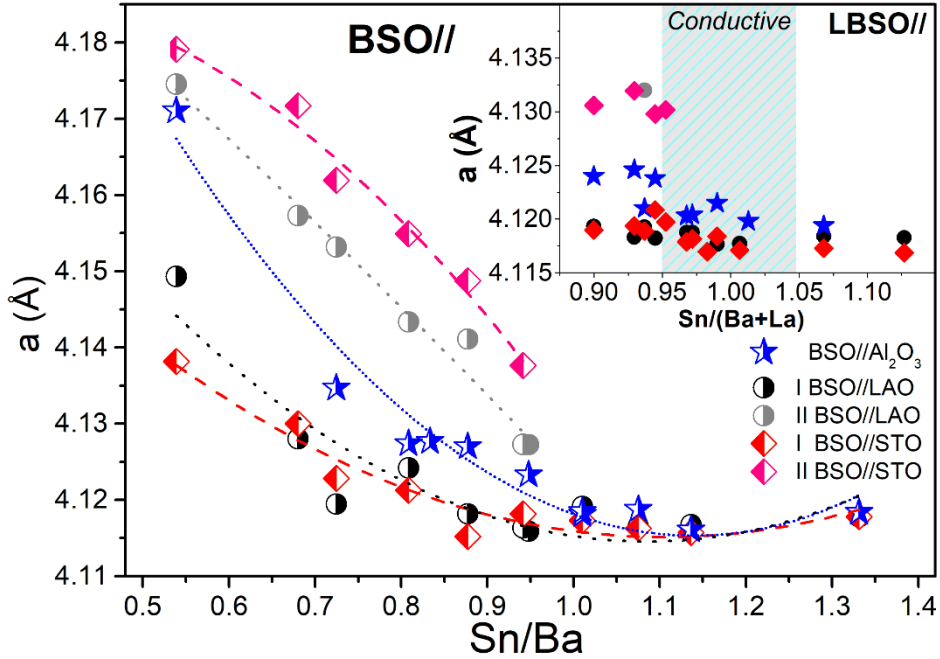 BSO//
Conductive
LBSO//
4.135
4.130
4.125
4.120
4.115
a (Å)
0.90 0.95 1.00 1.05 1.10
Sn/(Ba+La)
BSO//Al₂O₃
I BSO//LAO
II BSO//LAO
I BSO//STO
II BSO//STO
4.18
4.17
4.16
4.15
4.14
4.13
4.12
4.11
a (Å)
0.5 0.6 0.7 0.8 0.9 1.0 1.1 1.2 1.3 1.4
Sn/Ba